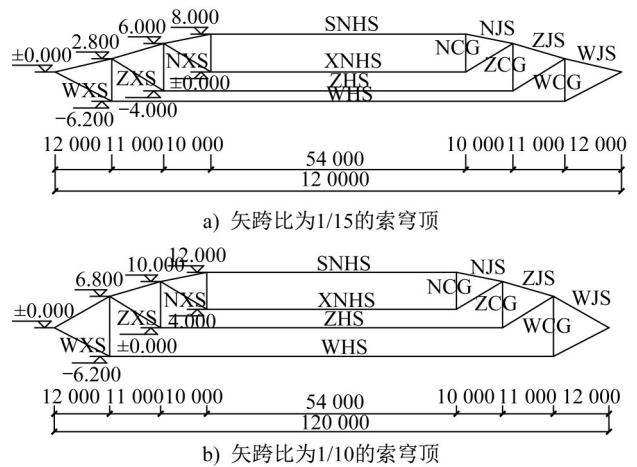 8.000 SNHS NJS
6.000 ZJS
2.800 NCG WJS
±0.000 NXS XNHS ZCG
ZXS ±0.000 ZHS WCG
WXS −4.000 WHS
−6.200
12 000 11 000 10 000 54 000 10 000 11 000 12 000
12 0000
a) 矢跨比为1/15的索穹顶
12.000 SNHS NJS
10.000 ZJS
6.800 NCG WJS
±0.000 NXS XNHS ZCG
ZXS 4.000 ZHS WCG
WXS ±0.000 WHS
−6.200
12 000 11 000 10 000 54 000 10 000 11 000 12 000
120 000
b) 矢跨比为1/10的索穹顶